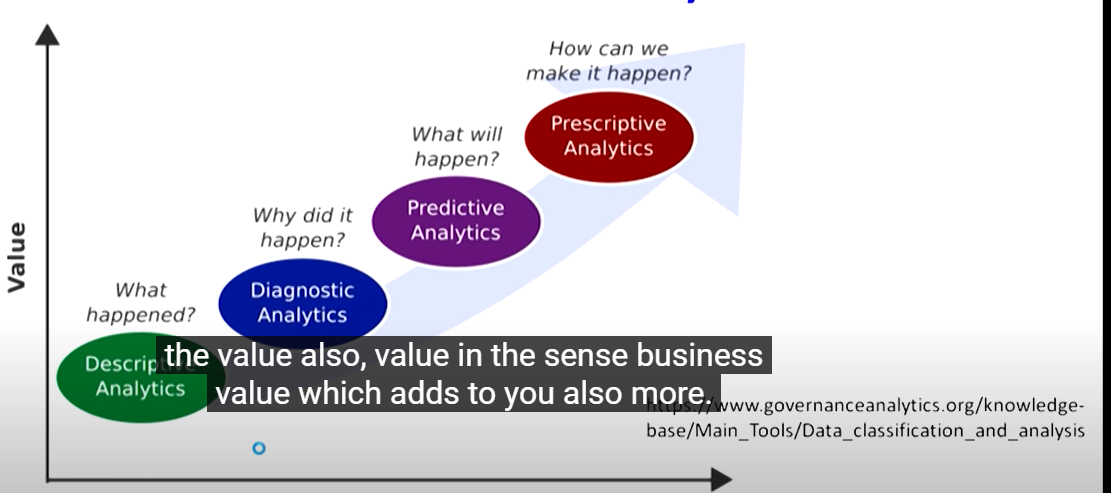 How can we
make it happen?
Prescriptive
Analytics
What will
happen?
Predictive
Analytics
Why did it
happen?
Diagnostic
Analytics
What
happened?
Analytics
Value
the value also, value in the sense business
value which adds to you also more.
https://www.governanceanalytics.org/knowledge-
base/Main_Tools/Data_classification_and_analysis